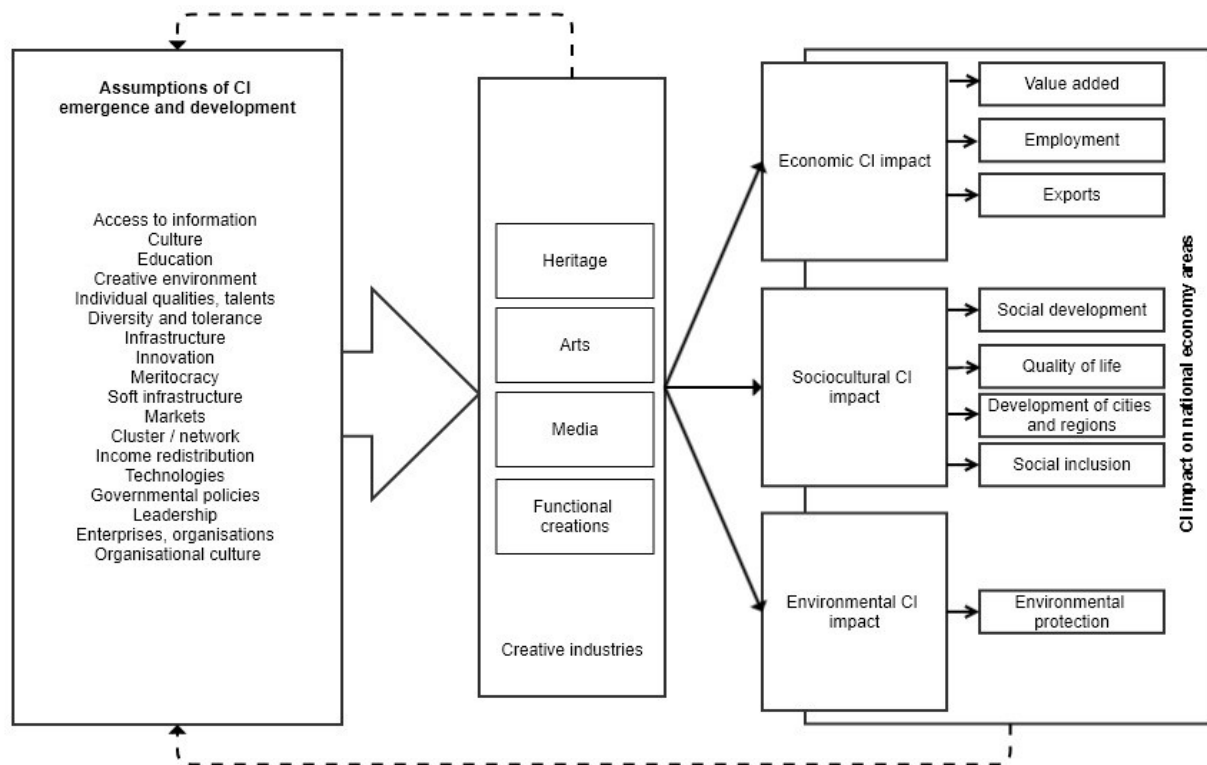 Assumptions of CI
emergence and development
Access to information
Culture
Education
Creative environment
Individual qualities, talents
Diversity and tolerance
Infrastructure
Innovation
Meritocracy
Soft infrastructure
Markets
Cluster / network
Income redistribution
Technologies
Governmental policies
Leadership
Enterprises, organisations
Organisational culture
Heritage
Arts
Media
Functional
creations
Creative industries
Economic CI impact
Value added
Employment
Exports
Sociocultural CI
impact
Social development
Quality of life
Development of cities
and regions
Social inclusion
Environmental CI
impact
Environmental
protection
CI impact on national economy areas